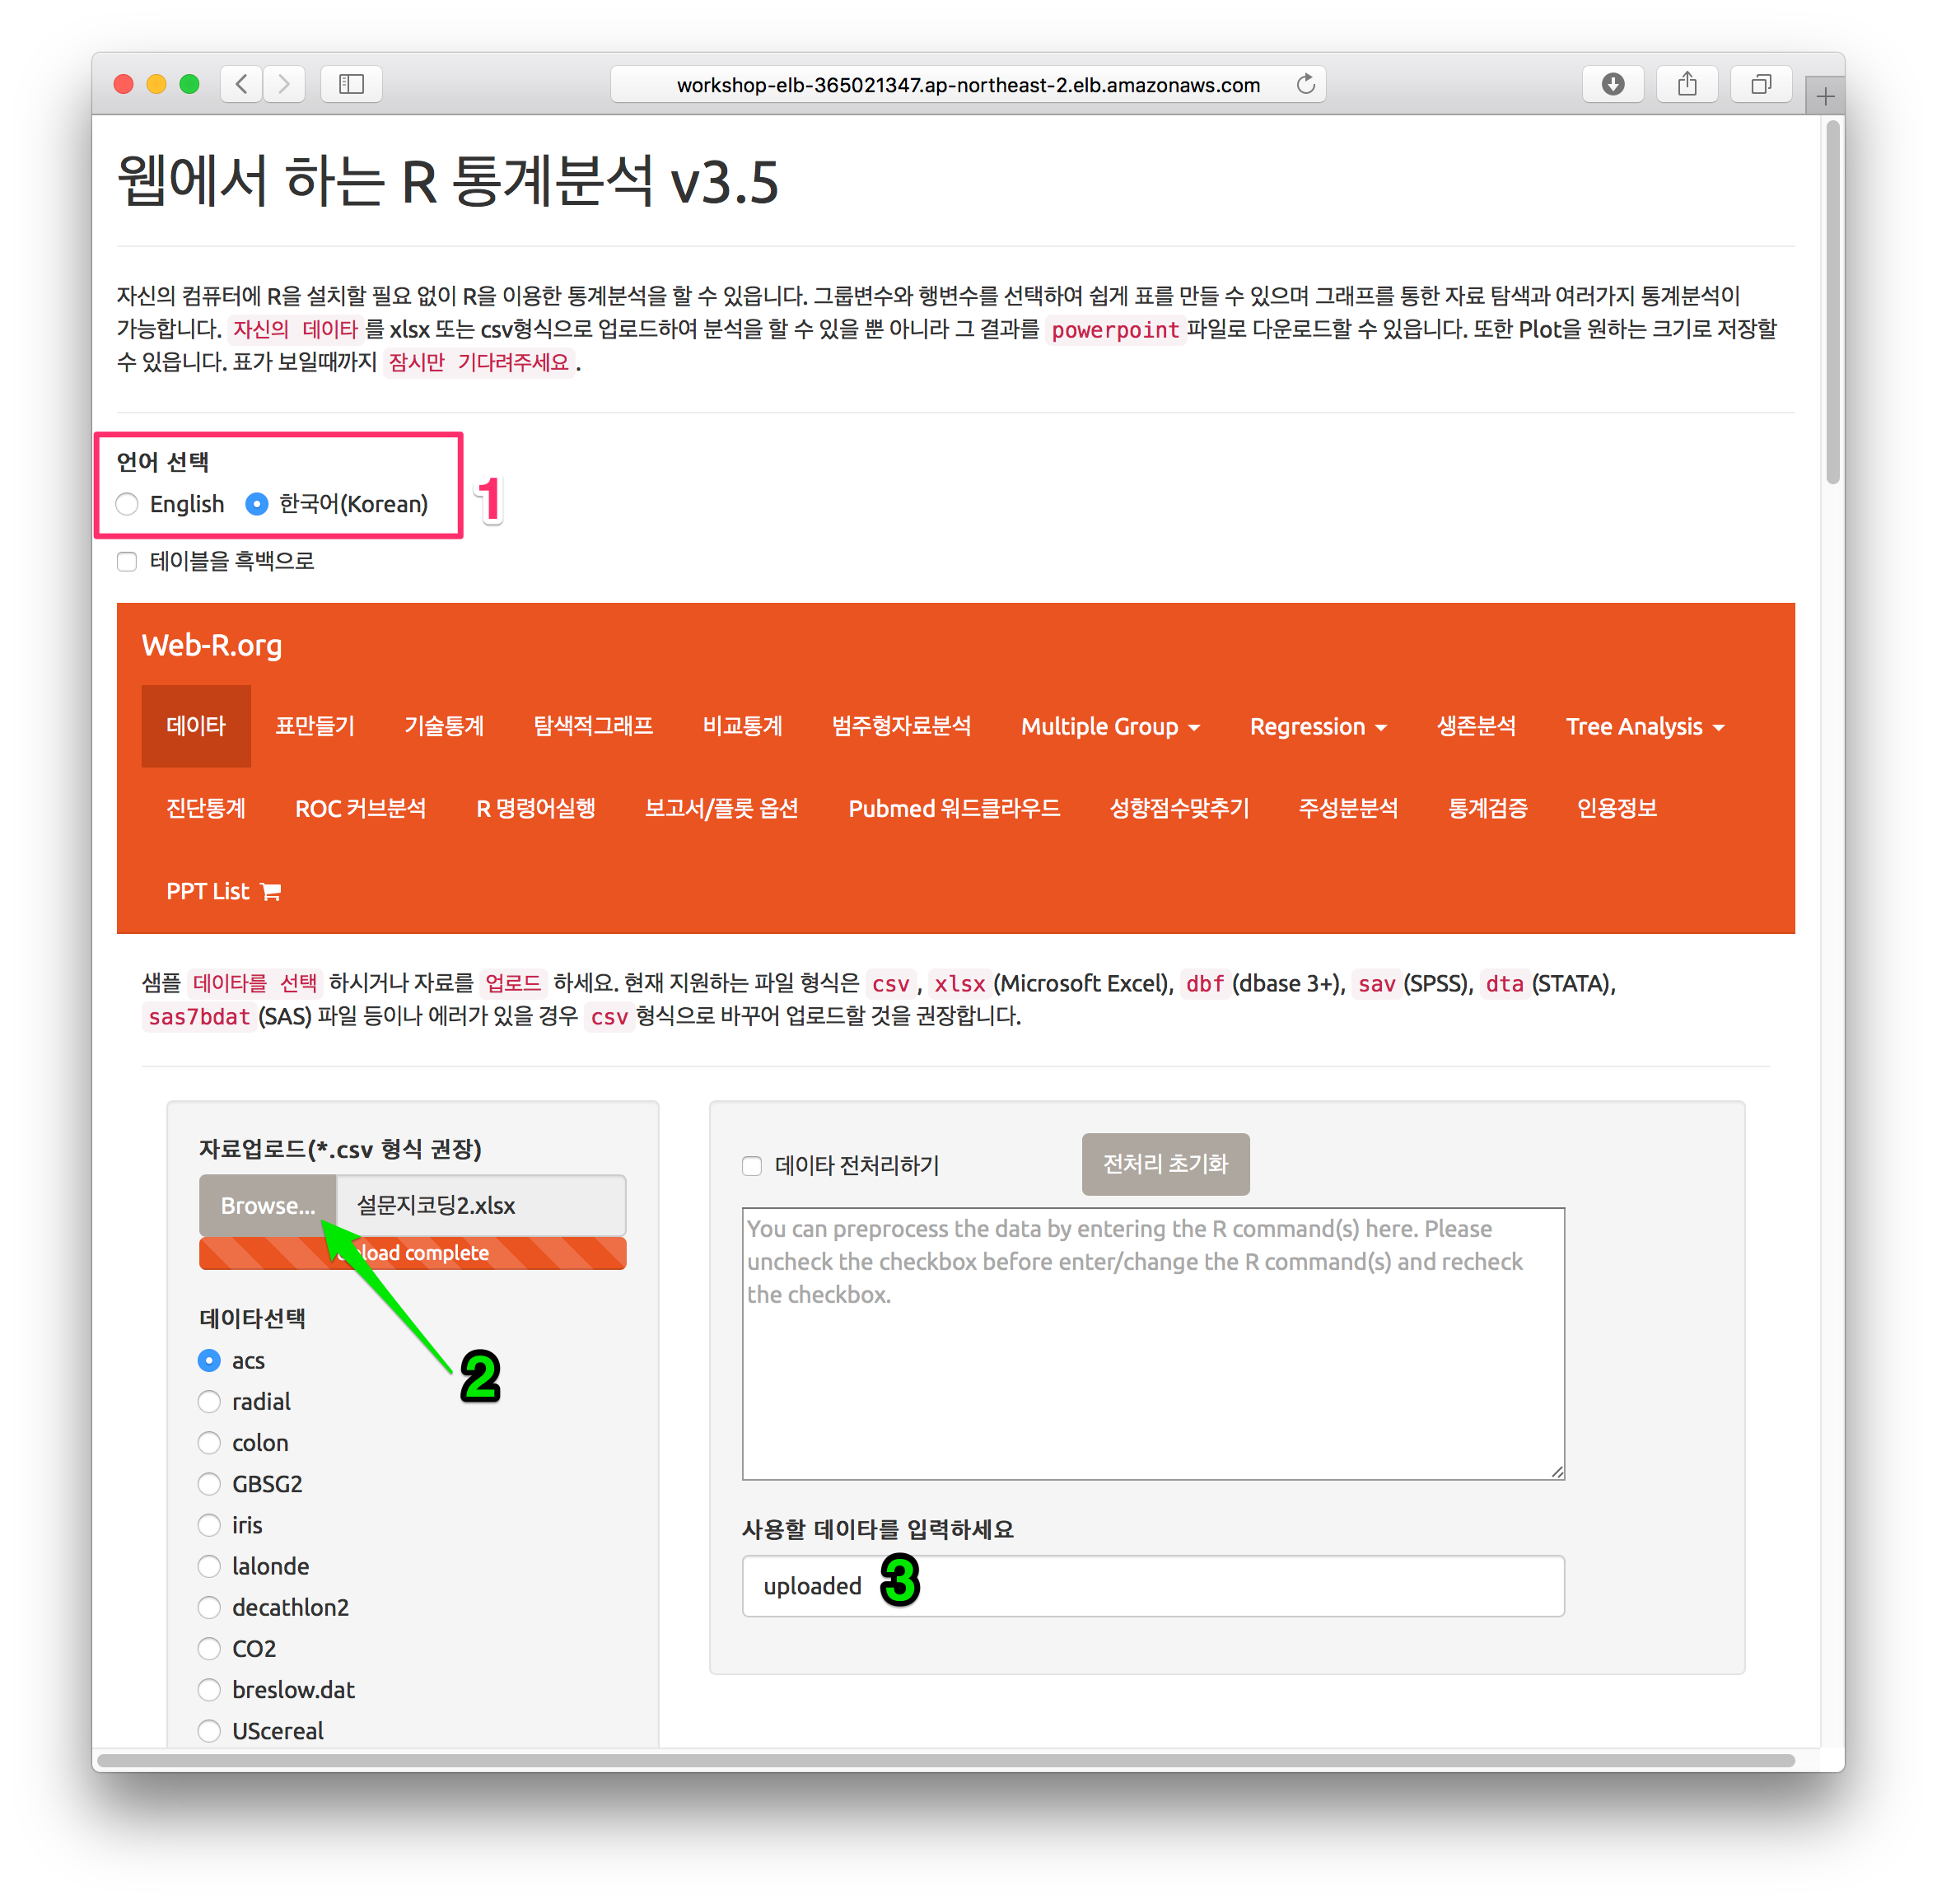 workshop-elb-365021347.ap-northeast-2.elb.amazonaws.com
웹에서 하는 R 통계분석 v3.5
자신의 컴퓨터에 R을 설치할 필요 없이 R을 이용한 통계분석을 할 수 있읍니다. 그룹변수와 행변수를 선택하여 쉽게 표를 만들 수 있으며 그래프를 통한 자료 탐색과 여러가지 통계분석이
가능합니다. 자신의 데이타 를 xlsx 또는 csv형식으로 업로드하여 분석을 할 수 있을 뿐 아니라 그 결과를 powerpoint 파일로 다운로드할 수 있읍니다. 또한 Plot을 원하는 크기로 저장할
수 있읍니다. 표가 보일때까지 잠시만 기다려주세요 .
언어 선택
English 한국어(Korean)
1
테이블을 흑백으로
Web-R.org
데이타 표만들기 기술통계 탐색적그래프 비교통계 범주형자료분석 Multiple Group Regression 생존분석 Tree Analysis
진단통계 ROC 커브분석 R 명령어실행 보고서/플롯 옵션 Pubmed 워드클라우드 성향점수맞추기 주성분분석 통계검증 인용정보
PPT List
샘플 데이타를 선택 하시거나 자료를 업로드 하세요. 현재 지원하는 파일 형식은 csv , xlsx (Microsoft Excel), dbf (dbase 3+), sav (SPSS), dta (STATA),
sas7bdat (SAS) 파일 등이나 에러가 있을 경우 csv 형식으로 바꾸어 업로드할 것을 권장합니다.
자료업로드(*.csv 형식 권장)
Browse... 설문지코딩2.xlsx
Upload complete
2
데이타선택
acs
radial
colon
GBSG2
iris
lalonde
decathlon2
CO2
breslow.dat
UScereal
데이타 전처리하기 전처리 초기화
You can preprocess the data by entering the R command(s) here. Please
uncheck the checkbox before enter/change the R command(s) and recheck
the checkbox.
사용할 데이타를 입력하세요
uploaded 3